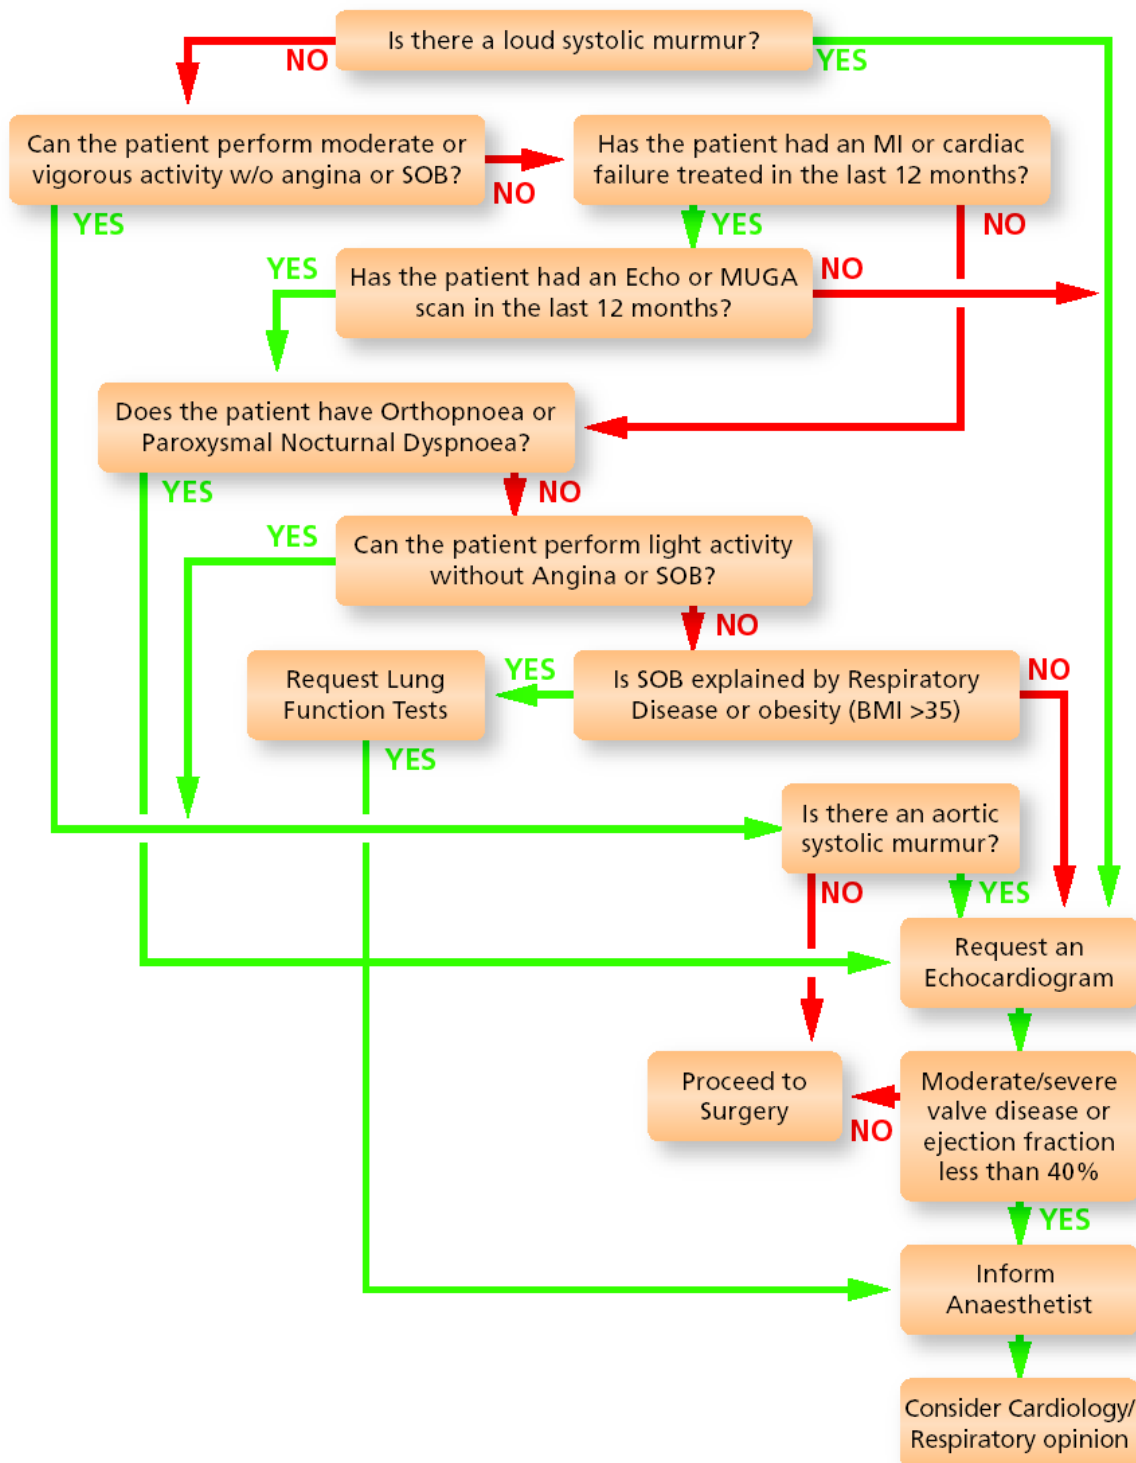 Is there a loud systolic murmur?
NO
YES
Can the patient perform moderate or
vigorous activity w/o angina or SOB?
NO
Has the patient had an MI or cardiac
failure treated in the last 12 months?
YES
YES
NO
YES
Has the patient had an Echo or MUGA
scan in the last 12 months?
NO
Does the patient have Orthopnoea or
Paroxysmal Nocturnal Dyspnoea?
YES
NO
YES
Can the patient perform light activity
without Angina or SOB?
NO
Request Lung
Function Tests
YES
Is SOB explained by Respiratory
Disease or obesity (BMI >35)
NO
YES
Is there an aortic
systolic murmur?
NO
YES
Request an
Echocardiogram
Proceed to
Surgery
NO
Moderate/severe
valve disease or
ejection fraction
less than 40%
YES
Inform
Anaesthetist
Consider Cardiology/
Respiratory opinion